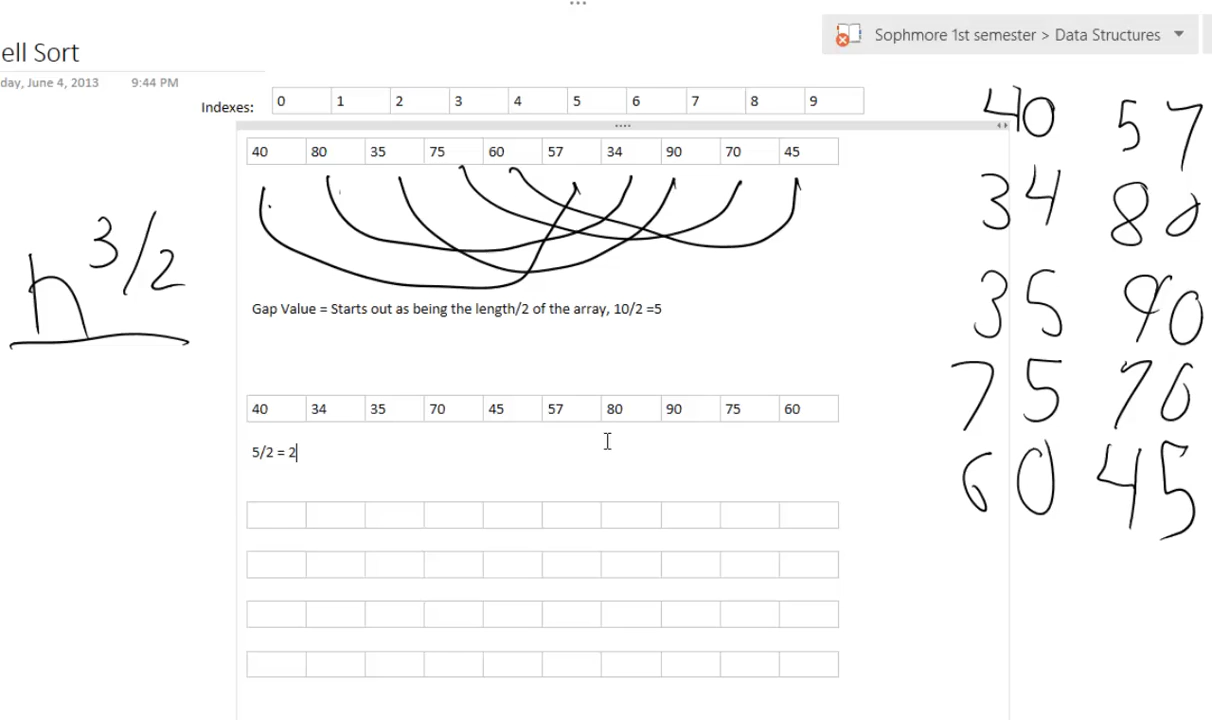 Sophmore 1st semester > Data Structures
ell Sort
day, June 4, 2013 9:44 PM
Indexes: 0 1 2 3 4 5 6 7 8 9
40 80 35 75 60 57 34 90 70 45
n 3/2
Gap Value = Starts out as being the length/2 of the array, 10/2 =5
40 34 35 70 45 57 80 90 75 60
5/2 = 2
40 57
34 80
35 90
75 70
60 45